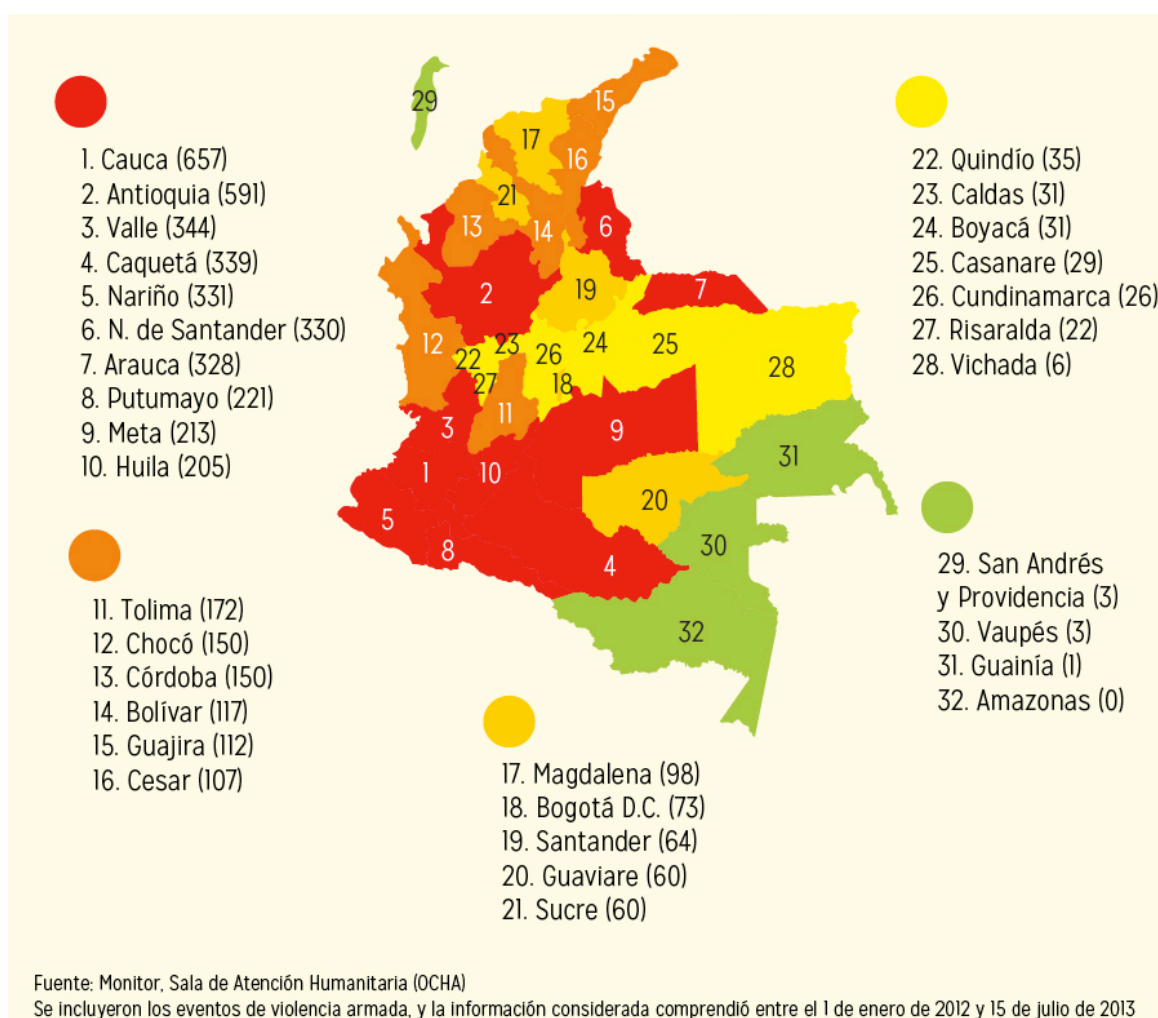 1. Cauca (657)
2. Antioquia (591)
3. Valle (344)
4. Caquetá (339)
5. Nariño (331)
6. N. de Santander (330)
7. Arauca (328)
8. Putumayo (221)
9. Meta (213)
10. Huila (205)
11. Tolima (172)
12. Chocó (150)
13. Córdoba (150)
14. Bolívar (117)
15. Guajira (112)
16. Cesar (107)
29
15
17
16
21
13
14
6
2
19
7
12
22
23
26
24
25
28
27
18
11
3
9
31
1
10
20
5
8
4
30
32
17. Magdalena (98)
18. Bogotá D.C. (73)
19. Santander (64)
20. Guaviare (60)
21. Sucre (60)
22. Quindío (35)
23. Caldas (31)
24. Boyacá (31)
25. Casanare (29)
26. Cundinamarca (26)
27. Risaralda (22)
28. Vichada (6)
29. San Andrés
y Providencia (3)
30. Vaupés (3)
31. Guainía (1)
32. Amazonas (0)
Fuente: Monitor, Sala de Atención Humanitaria (OCHA)
Se incluyeron los eventos de violencia armada, y la información considerada comprendió entre el 1 de enero de 2012 y 15 de julio de 2013